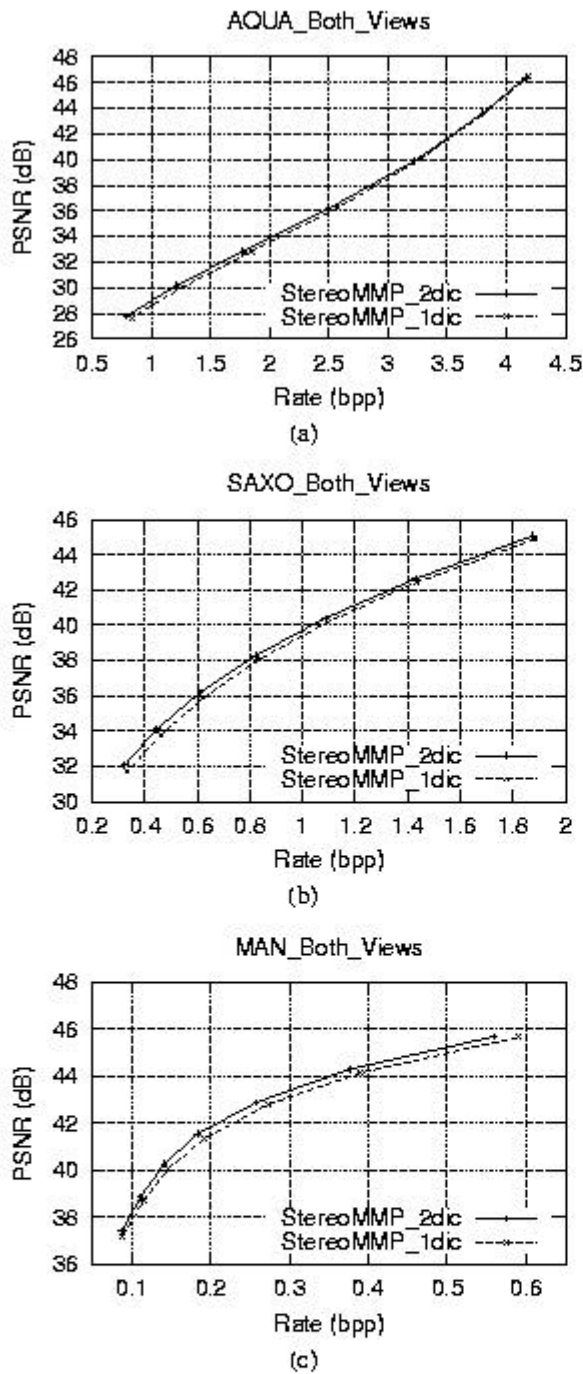 AQUA_Both_Views
48
46
44
42
40
38
36
34
32
30
28
26
PSNR (dB)
StereoMMP_2dic
StereoMMP_1dic
0.5 1 1.5 2 2.5 3 3.5 4 4.5
Rate (bpp)
(a)
SAXO_Both_Views
46
44
42
40
38
36
34
32
30
PSNR (dB)
StereoMMP_2dic
StereoMMP_1dic
0.2 0.4 0.6 0.8 1 1.2 1.4 1.6 1.8 2
Rate (bpp)
(b)
MAN_Both_Views
48
46
44
42
40
38
36
PSNR (dB)
StereoMMP_2dic
StereoMMP_1dic
0.1 0.2 0.3 0.4 0.5 0.6
Rate (bpp)
(c)